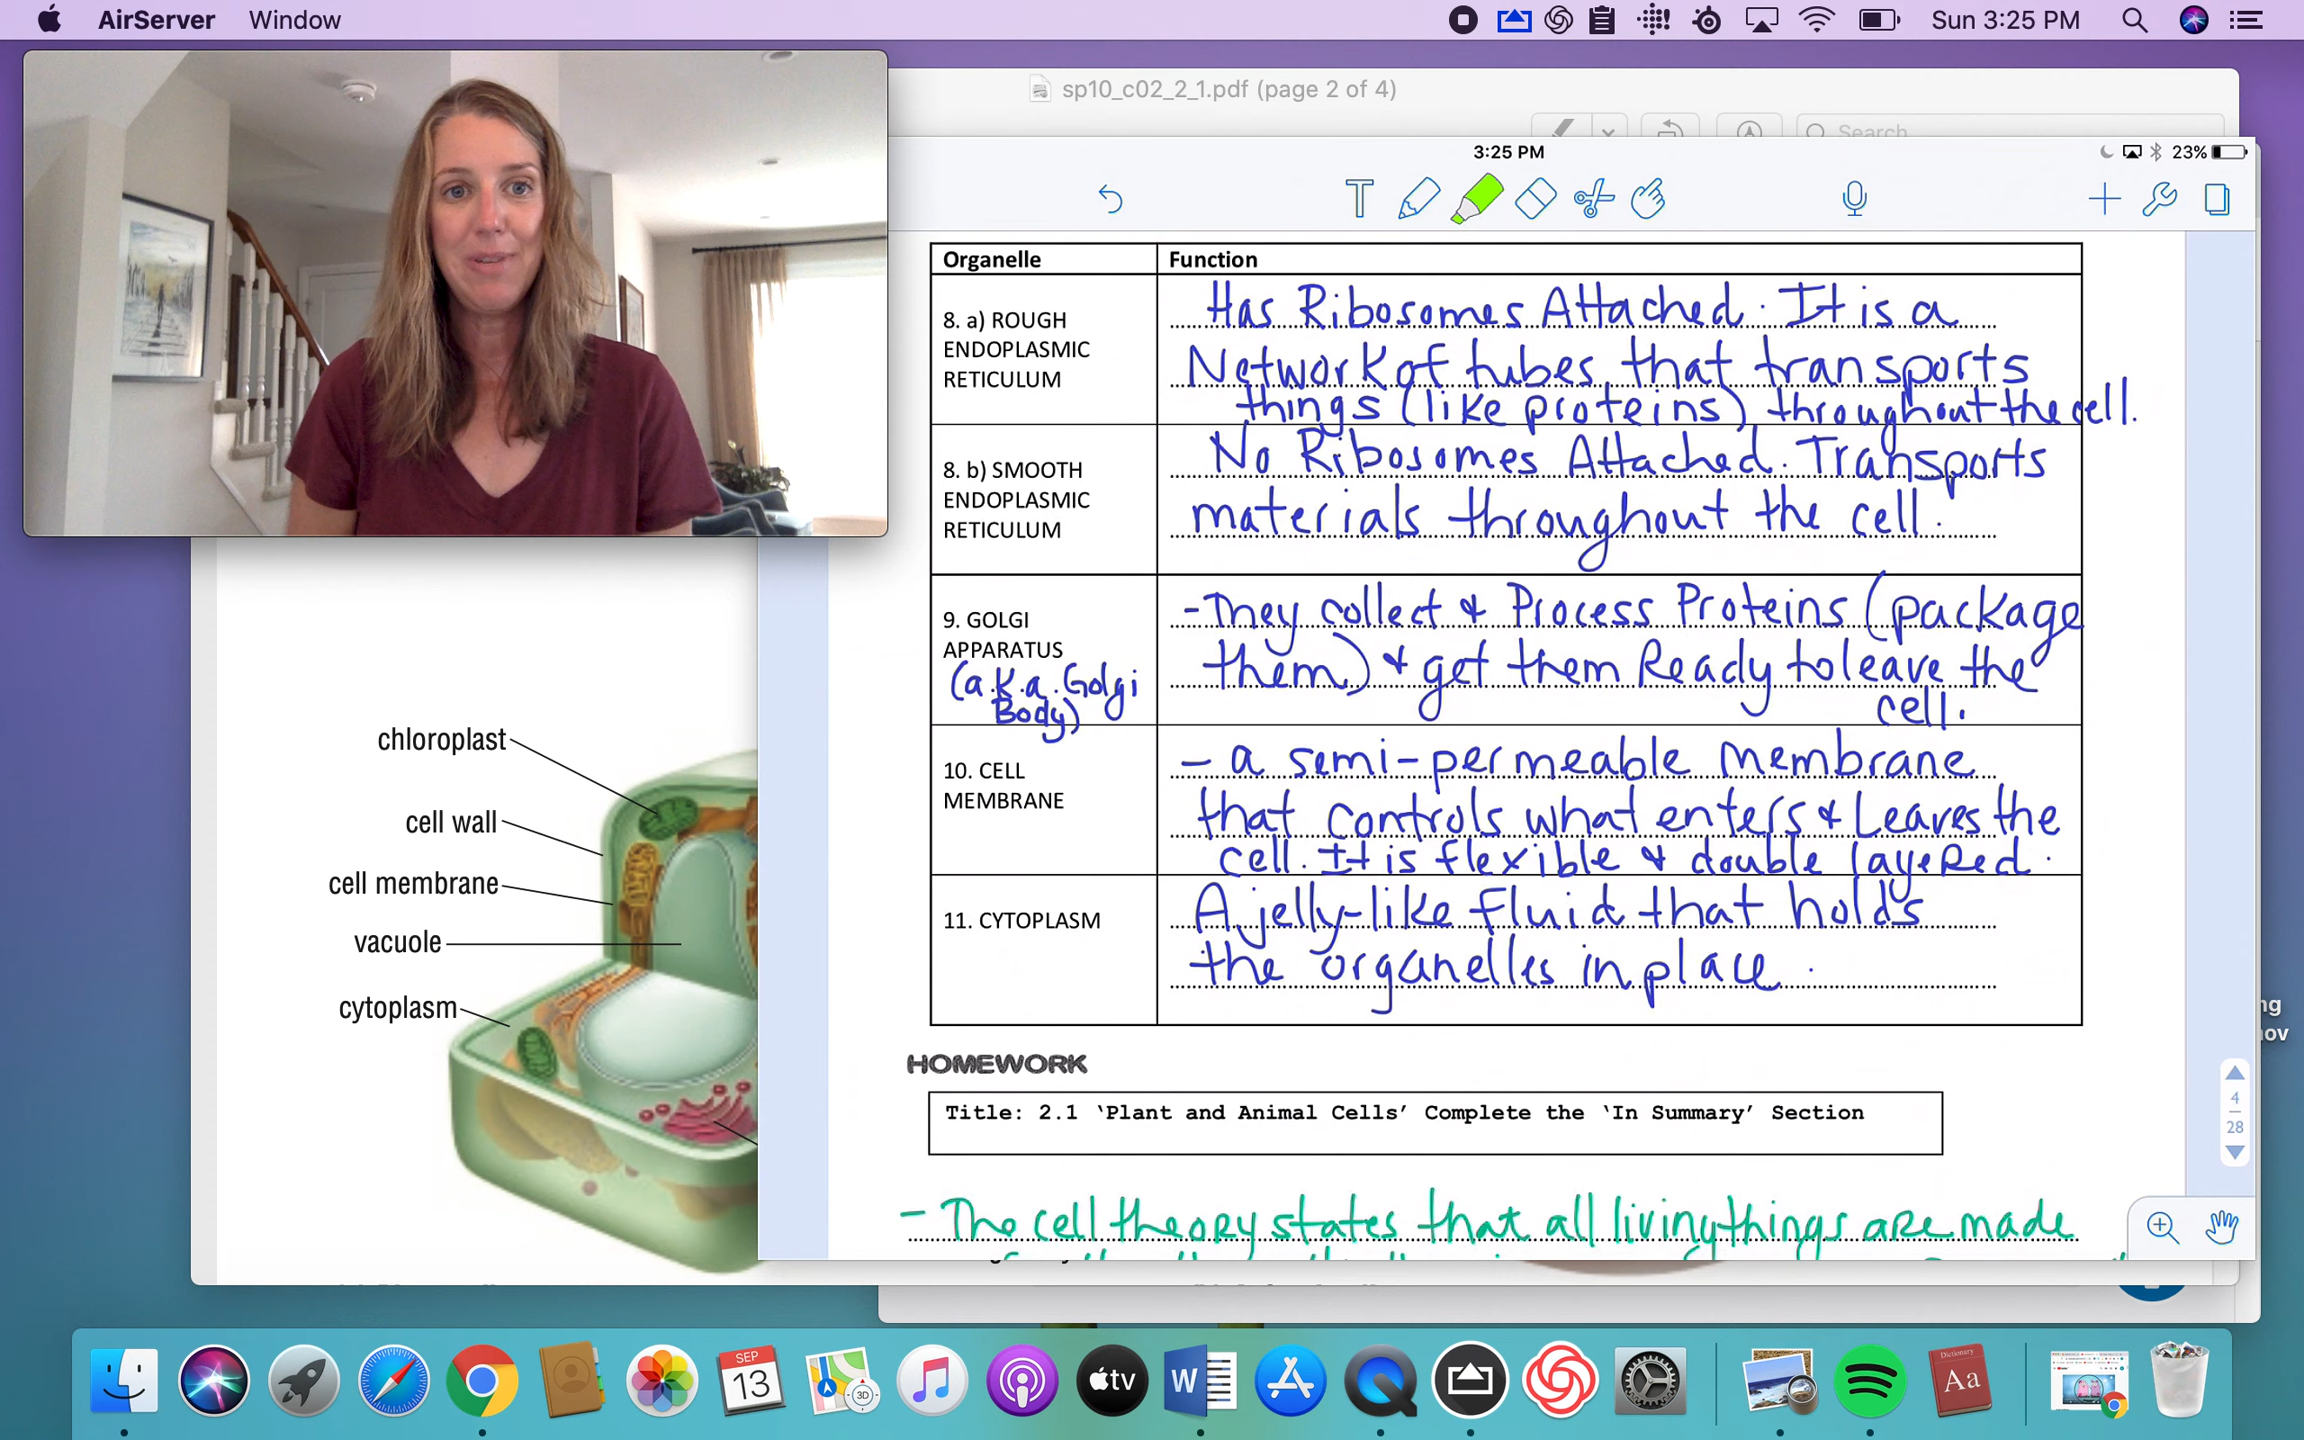 AirServer Window
Sun 3:25 PM
sp10_c02_2_1.pdf (page 2 of 4)
Search
3:25 PM
23%
T
Organelle Function
8. a) ROUGH
ENDOPLASMIC
RETICULUM
Has Ribosomes Attached. It is a
Network of tubes that transports
things (like proteins) throughout the cell.
8. b) SMOOTH
ENDOPLASMIC
RETICULUM
No Ribosomes Attached. Transports
materials throughout the cell.
9. GOLGI
APPARATUS
(a.k.a. Golgi
Body)
- They collect & Process Proteins (package
them) & get them Ready to leave the
cell.
10. CELL
MEMBRANE
- a semi-permeable membrane
that controls what enters & Leaves the
cell. It is flexible & double layered.
11. CYTOPLASM
A jelly-like fluid that holds
the organelles in place.
HOMEWORK
Title: 2.1 ‘Plant and Animal Cells’ Complete the ‘In Summary’ Section
- The cell theory states that all living things are made
4
28
chloroplast
cell wall
cell membrane
vacuole
cytoplasm
ng
ov
SEP
13
3D
tv
W
Dictionary
Aa